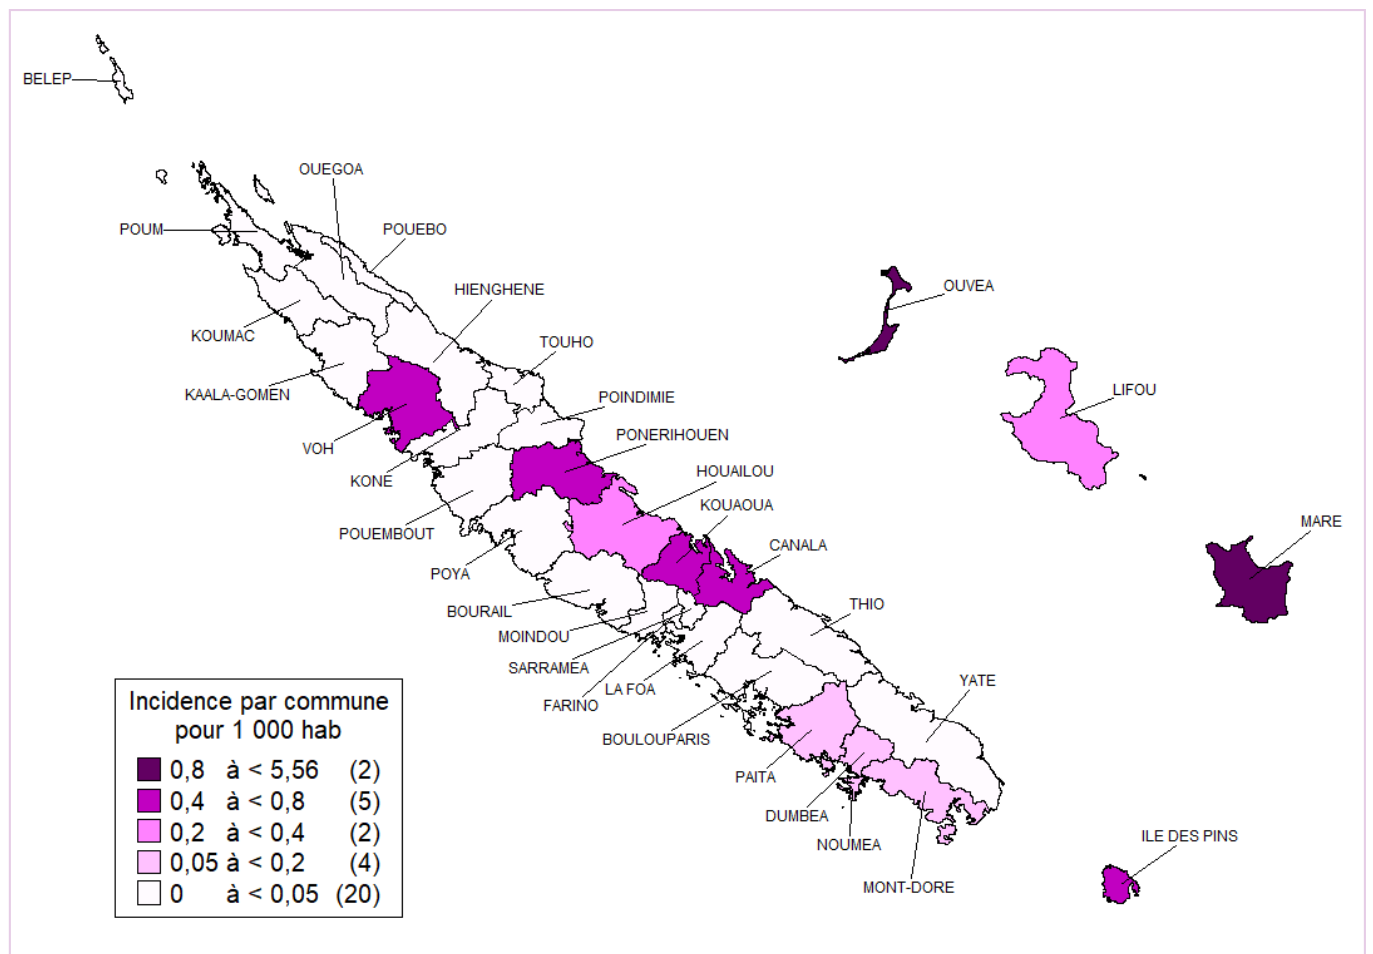 BELEP
OUEGOA
POUM
POUEBO
OUVEA
HIENGHENE
KOUMAC
TOUHO
LIFOU
KAALA-GOMEN
POINDIMIE
PONERIHOUEN
VOH
HOUAILOU
KONE
KOUAOUA
MARE
POUEMBOUT
CANALA
POYA
THIO
BOURAIL
MOINDOU
SARRAMEA
YATE
LA FOA
FARINO
BOULOUPARIS
PAITA
DUMBEA
ILE DES PINS
NOUMEA
MONT-DORE
Incidence par commune
pour 1 000 hab
0,8 à < 5,56 (2)
0,4 à < 0,8 (5)
0,2 à < 0,4 (2)
0,05 à < 0,2 (4)
0 à < 0,05 (20)